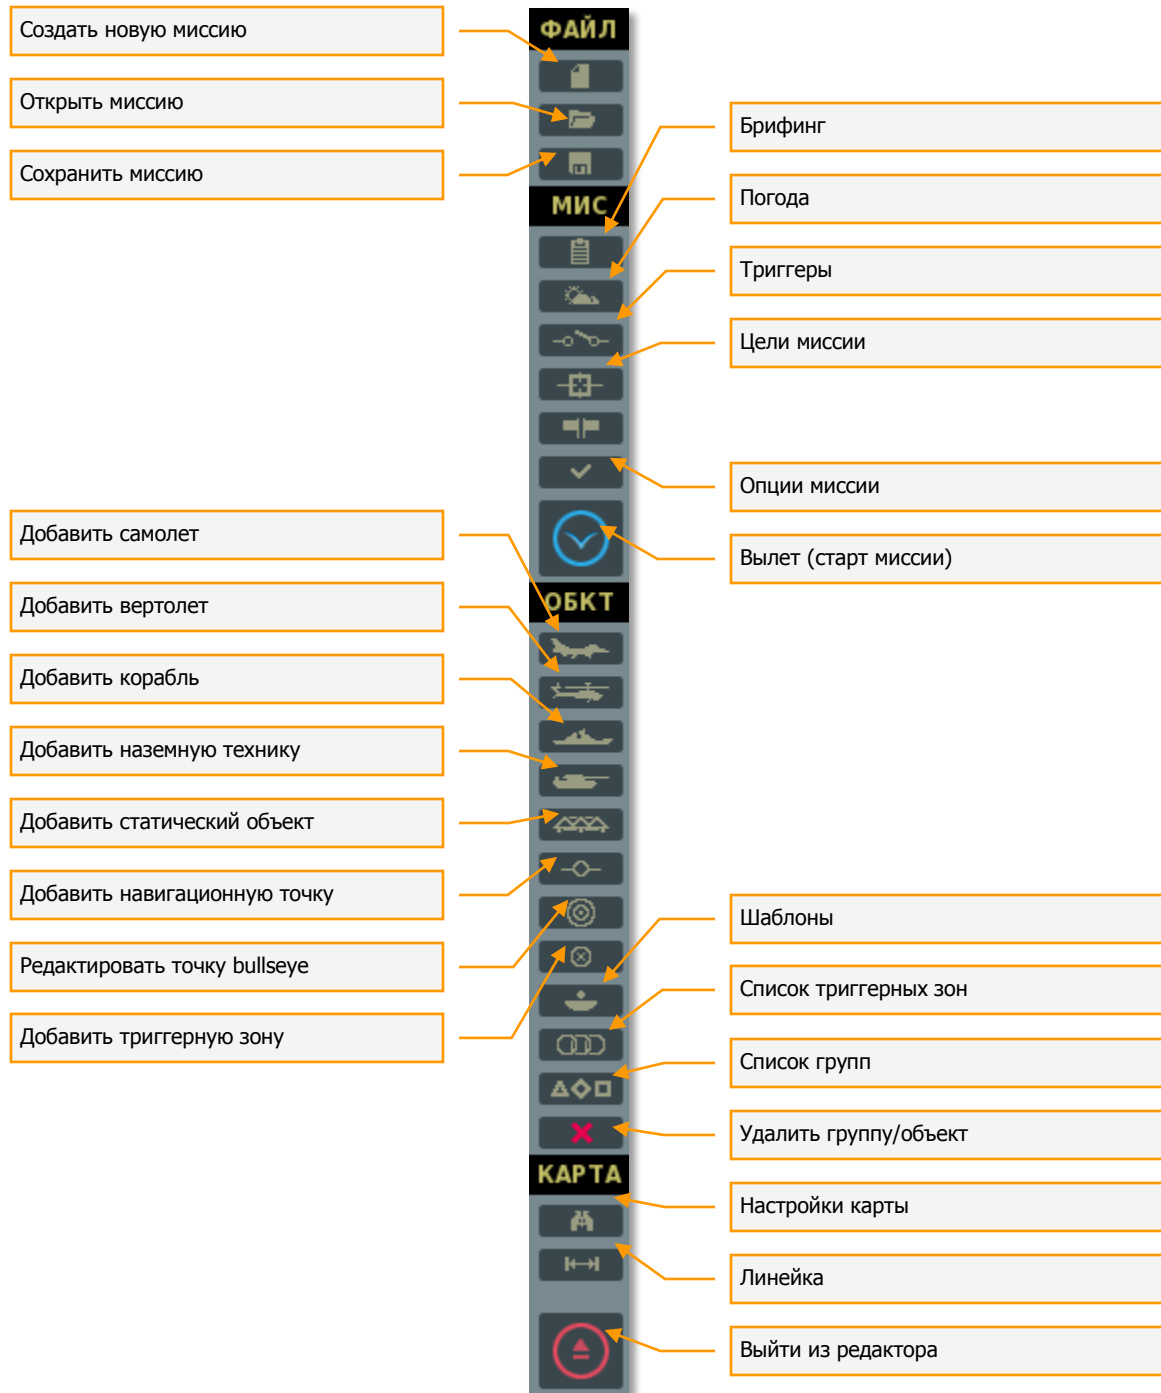 ФАЙЛ
Создать новую миссию
Открыть миссию
Сохранить миссию
Брифинг
МИС
Погода
Триггеры
Цели миссии
Опции миссии
Вылет (старт миссии)
Добавить самолет
ОБКТ
Добавить вертолет
Добавить корабль
Добавить наземную технику
Добавить статический объект
Добавить навигационную точку
Редактировать точку bullseye
Добавить триггерную зону
Шаблоны
Список триггерных зон
Список групп
Удалить группу/объект
КАРТА
Настройки карты
Линейка
Выйти из редактора